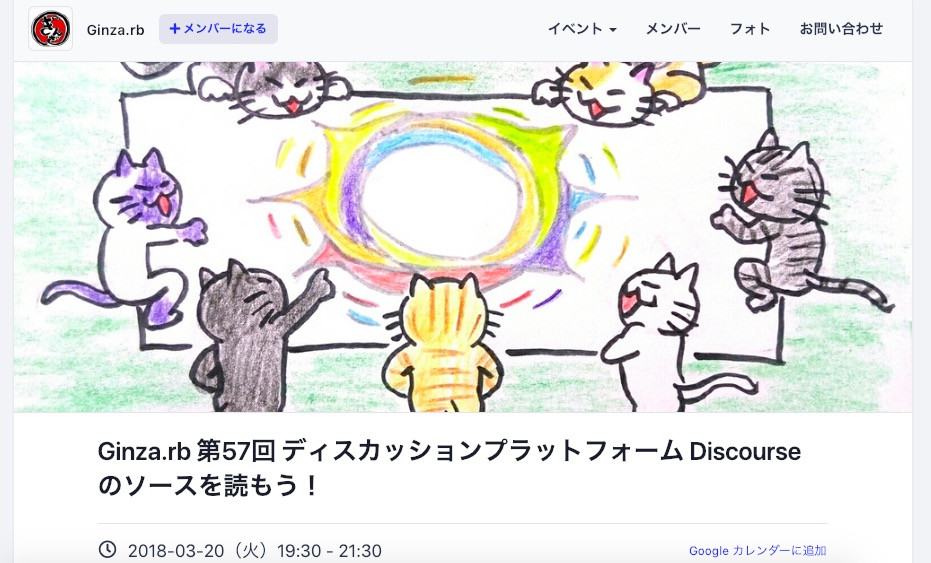 Ginza.rb
+ メンバーになる
イベント
メンバー
フォト
お問い合わせ
Ginza.rb 第57回 ディスカッションプラットフォーム Discourse
のソースを読もう！
2018-03-20（火）19:30 - 21:30
Google カレンダーに追加